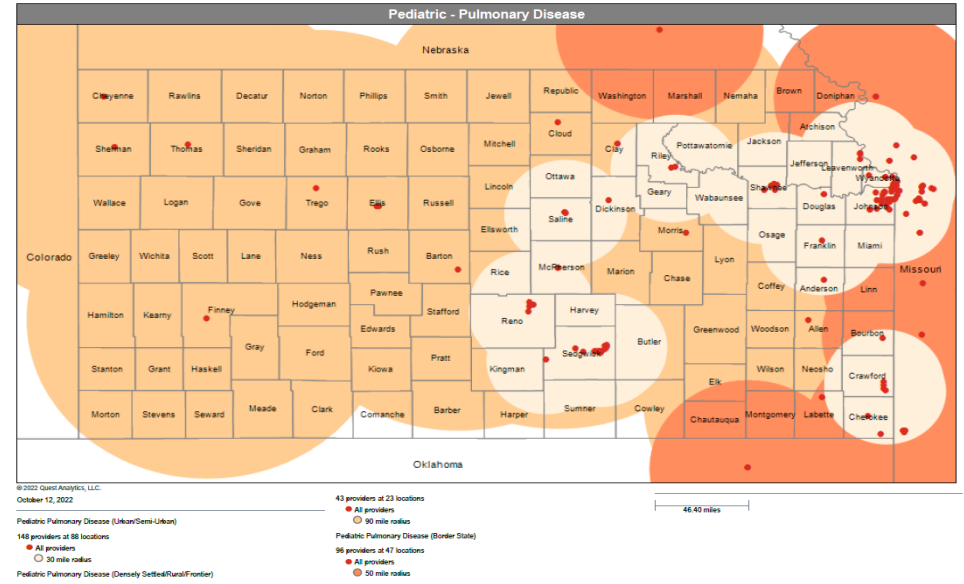 Pediatric - Pulmonary Disease
Nebraska
Cheyenne Rawlins Decatur Norton Phillips Smith Jewell Republic Washington Marshall Nemaha Brown Doniphan
Atchison
Sherman Thomas Sheridan Graham Rooks Osborne Mitchell Cloud Clay Riley Pottawatomie Jackson
Jefferson Leavenworth
Wyandotte
Wallace Logan Gove Trego Ellis Russell Lincoln Ottawa Geary Wabaunsee Shawnee
Saline Dickinson Douglas Johnson
Ellsworth Morris Osage
Colorado Greeley Wichita Scott Lane Ness Rush Barton Rice McPherson Marion Chase Lyon Franklin Miami Missouri
Hamilton Kearny Finney Hodgeman Pawnee Stafford Reno Harvey Coffey Anderson Linn
Gray Ford Edwards Sedgwick Butler Greenwood Woodson Allen Bourbon
Stanton Grant Haskell Kiowa Pratt Kingman Elk Wilson Neosho Crawford
Morton Stevens Seward Meade Clark Comanche Barber Harper Sumner Cowley Chautauqua Montgomery Labette Cherokee
Oklahoma
© 2022 Quest Analytics, LLC.
October 12, 2022
Pediatric Pulmonary Disease (Urban/Semi-Urban)
148 providers at 88 locations
All providers
30 mile radius
Pediatric Pulmonary Disease (Densely Settled/Rural/Frontier)
43 providers at 23 locations
All providers
90 mile radius
Pediatric Pulmonary Disease (Border State)
96 providers at 47 locations
All providers
50 mile radius
46.40 miles